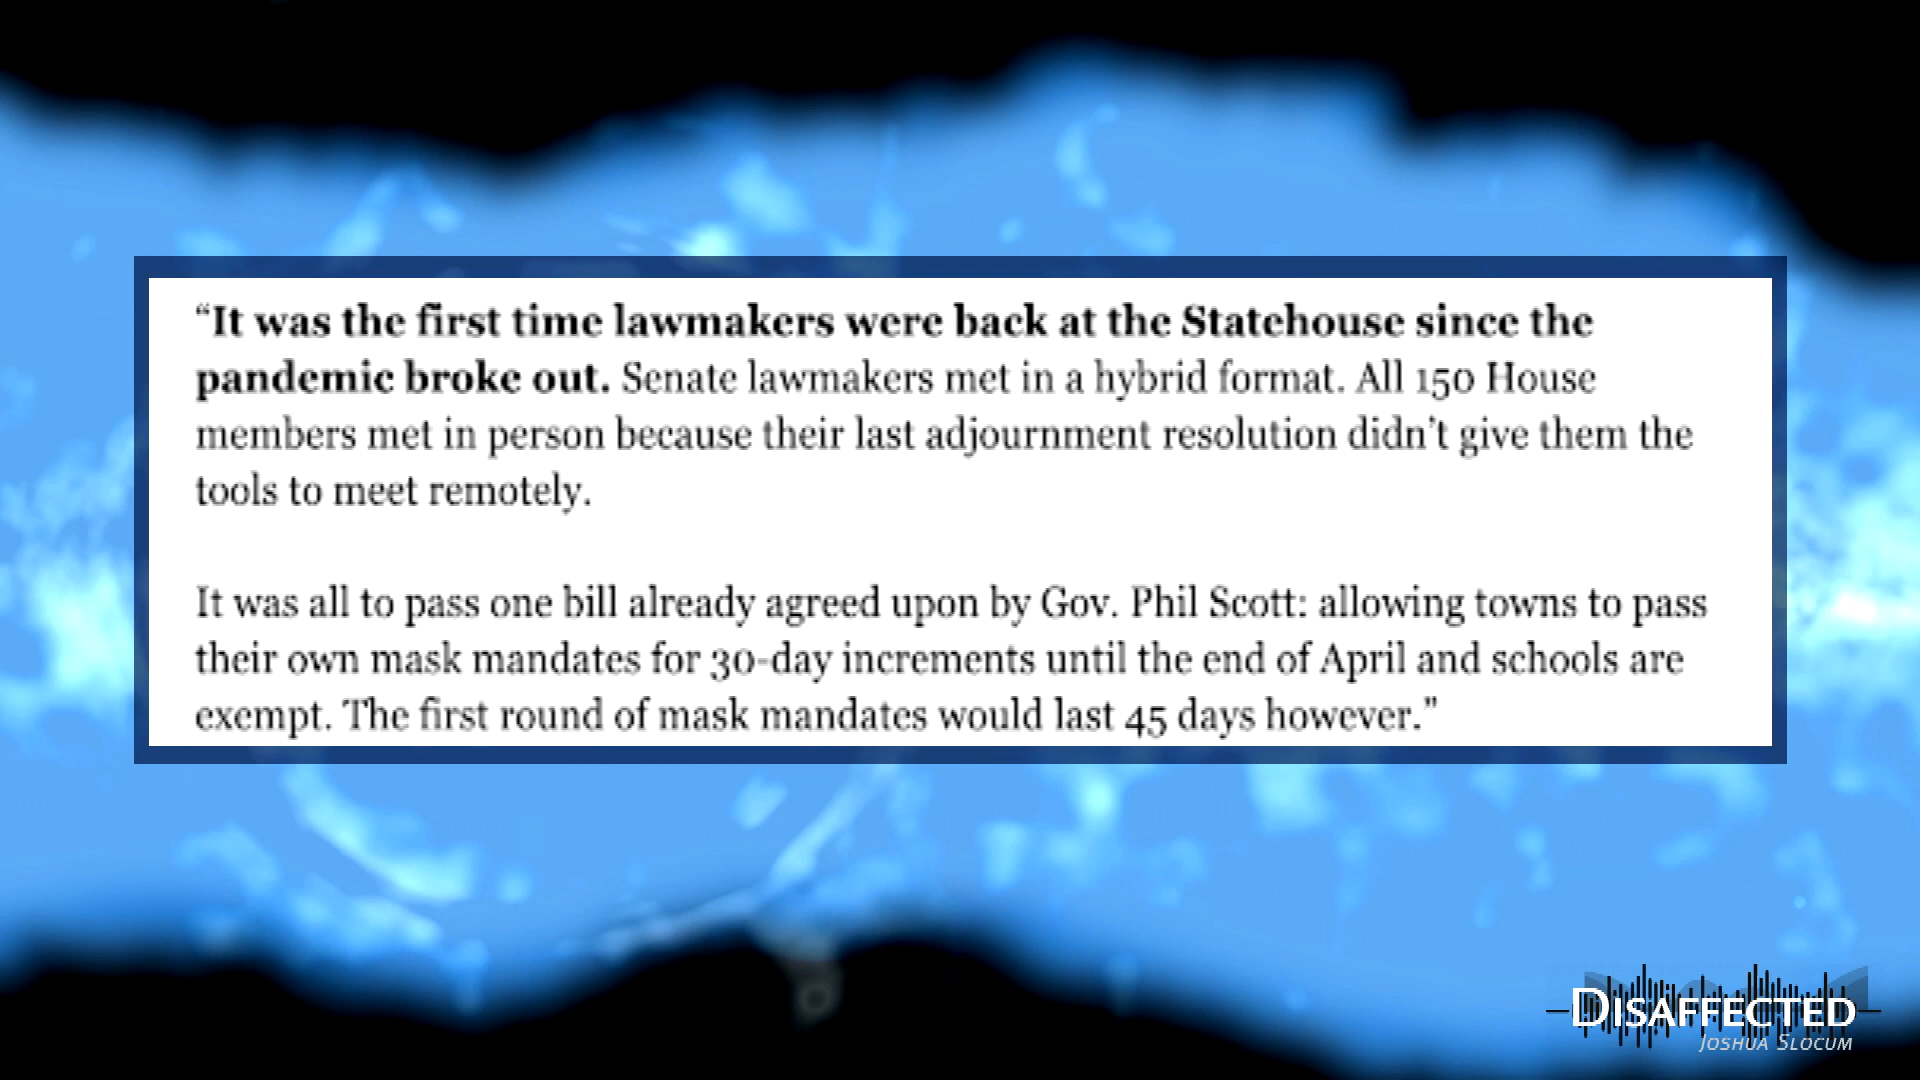 “It was the first time lawmakers were back at the Statehouse since the
pandemic broke out. Senate lawmakers met in a hybrid format. All 150 House
members met in person because their last adjournment resolution didn’t give them the
tools to meet remotely.
It was all to pass one bill already agreed upon by Gov. Phil Scott: allowing towns to pass
their own mask mandates for 30-day increments until the end of April and schools are
exempt. The first round of mask mandates would last 45 days however.”
DISAFFECTED
JOSHUA SLOCUM